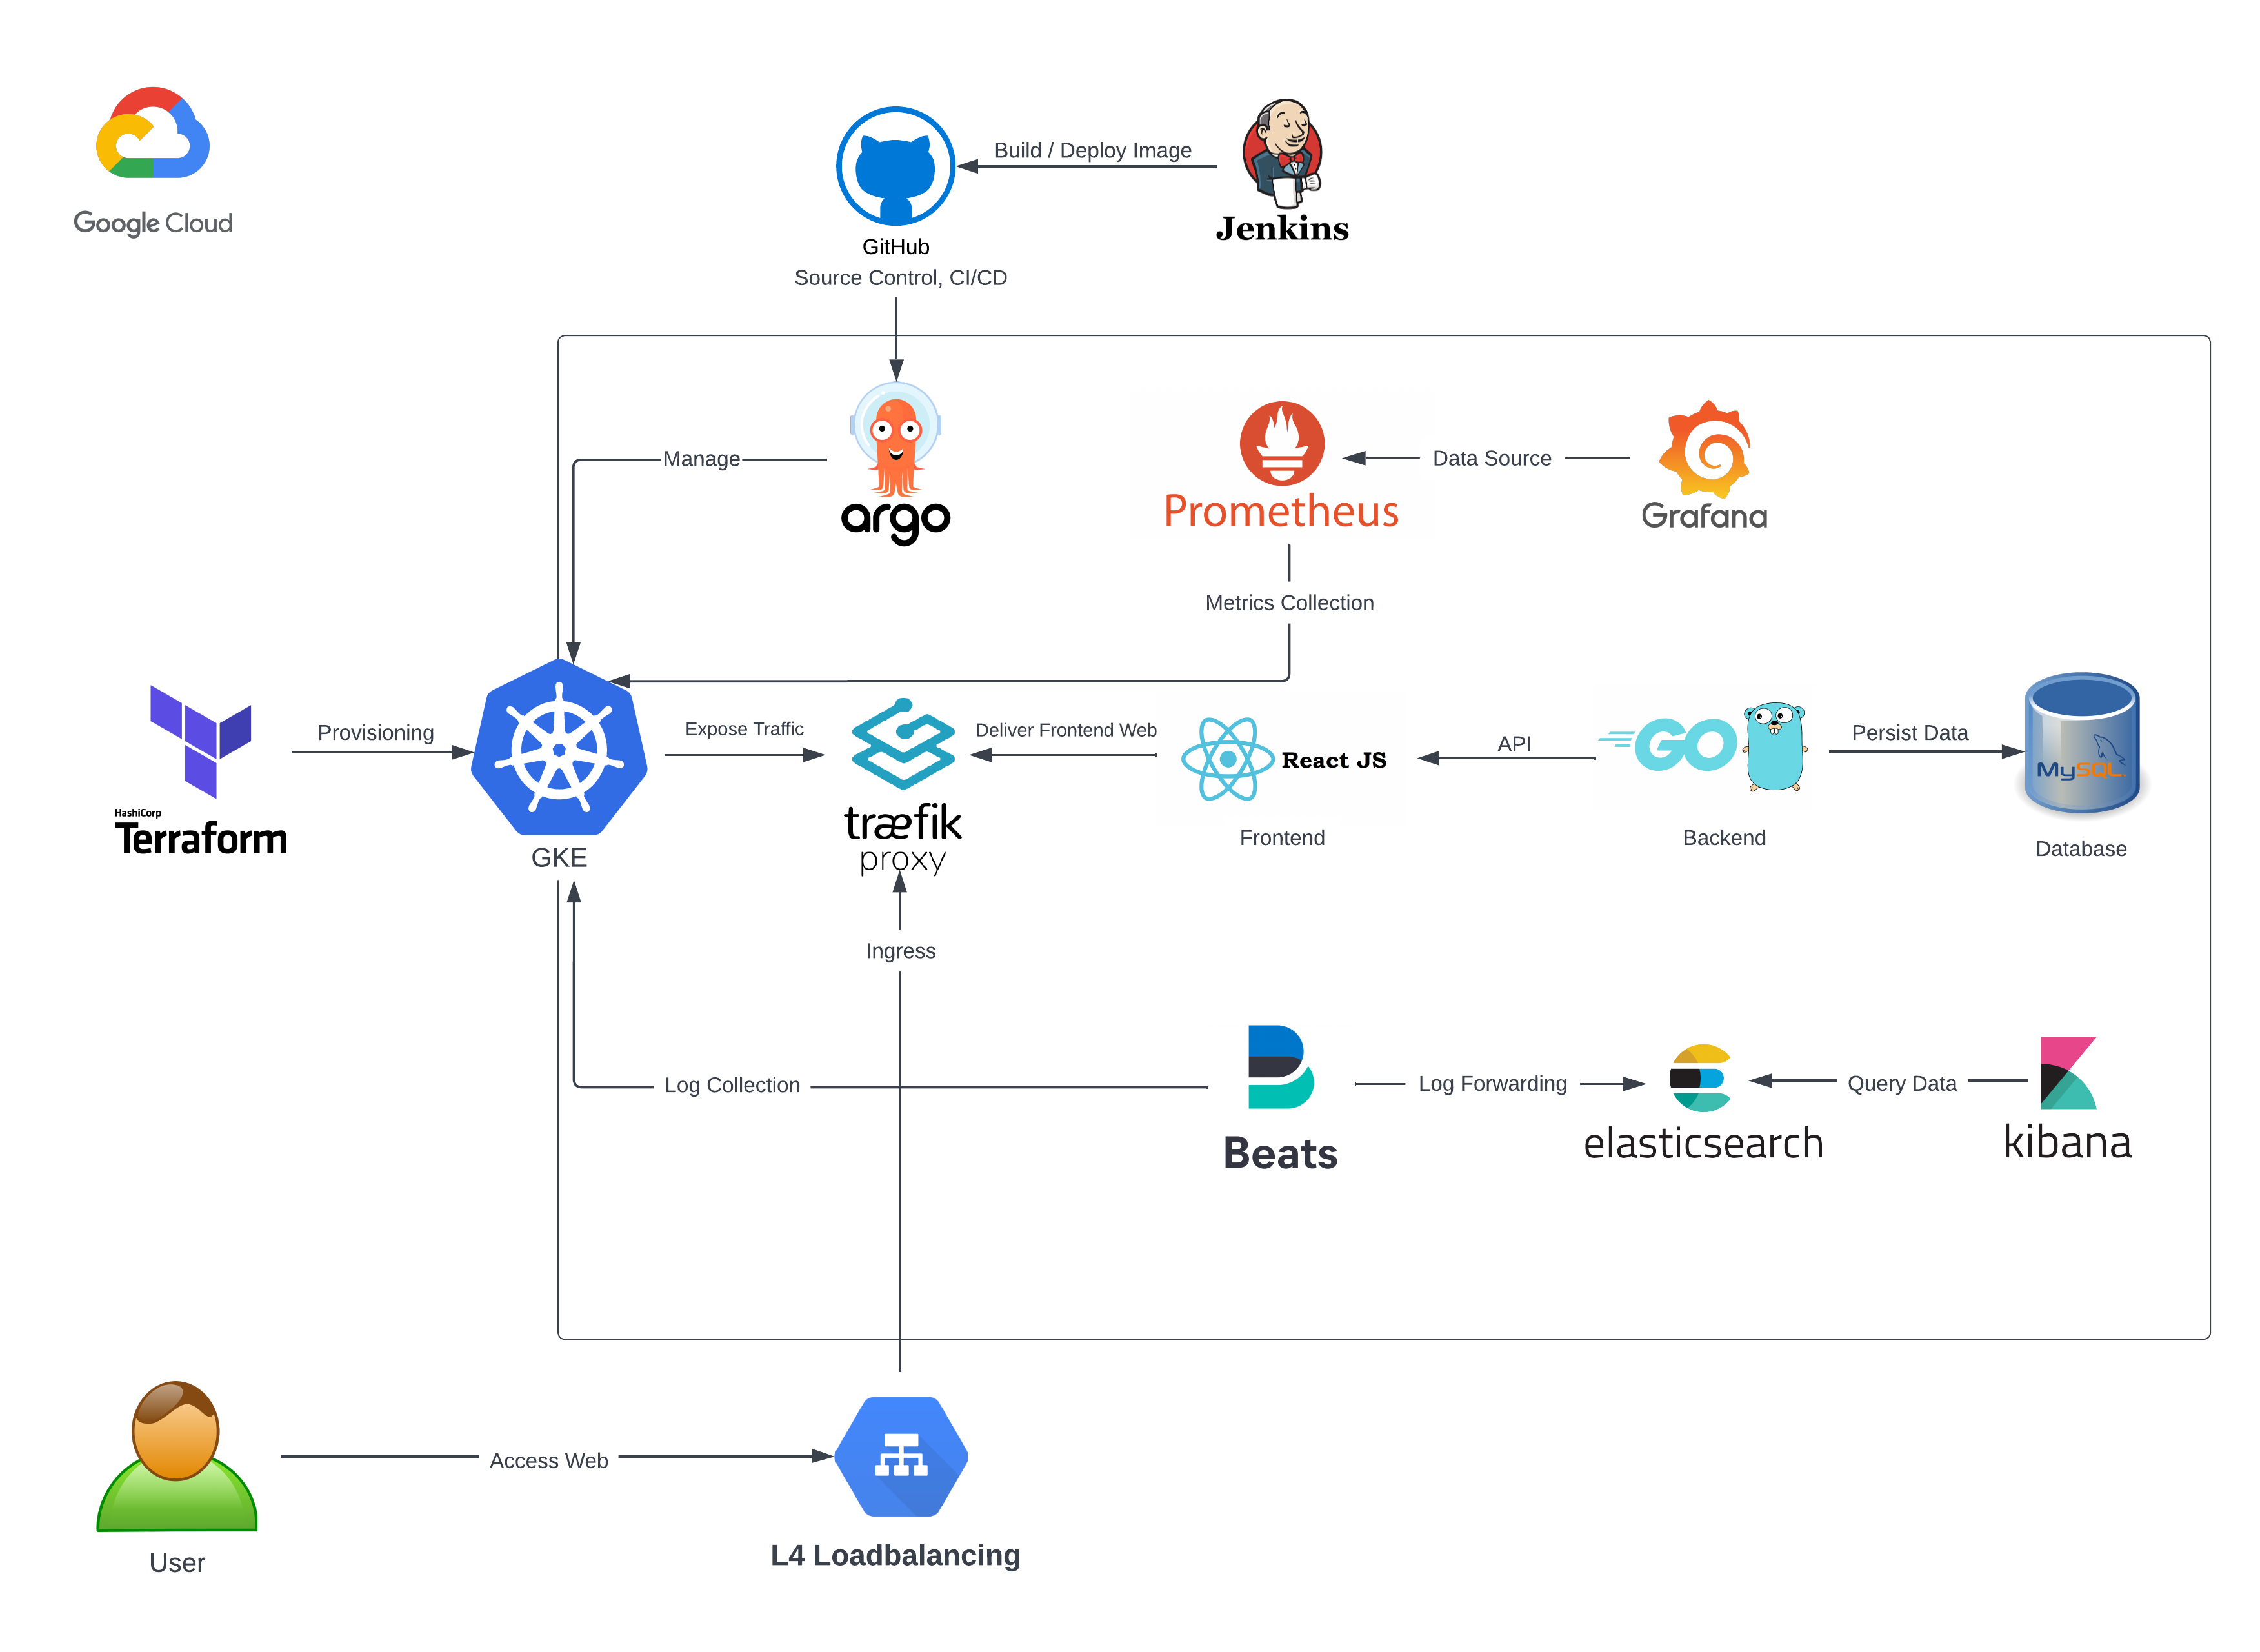 Google Cloud
Build / Deploy Image
Jenkins
GitHub
Source Control, CI/CD
Manage
argo
Prometheus
Data Source
Grafana
Metrics Collection
HashiCorp
Terraform
Provisioning
GKE
Expose Traffic
træfik
proxy
Deliver Frontend Web
React JS
Frontend
API
GO
Backend
Persist Data
MySQL
Database
Ingress
Log Collection
Beats
Log Forwarding
elasticsearch
Query Data
kibana
User
Access Web
L4 Loadbalancing